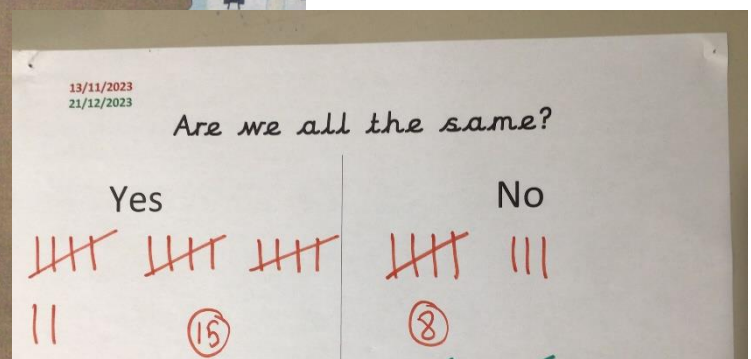 13/11/2023
21/12/2023
Are we all the same?
Yes No
15 8